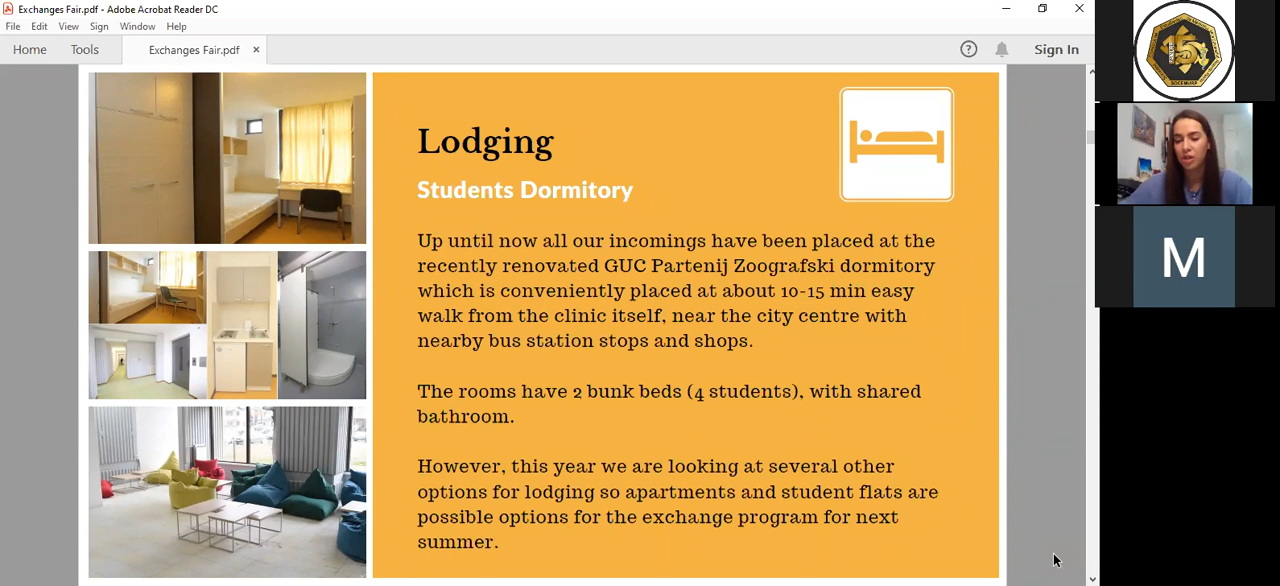 Exchanges Fair.pdf - Adobe Acrobat Reader DC
File Edit View Sign Window Help
Home Tools Exchanges Fair.pdf × Sign In
Lodging
Students Dormitory
Up until now all our incomings have been placed at the
recently renovated GUC Partenij Zoografski dormitory
which is conveniently placed at about 10-15 min easy
walk from the clinic itself, near the city centre with
nearby bus station stops and shops.
The rooms have 2 bunk beds (4 students), with shared
bathroom.
However, this year we are looking at several other
options for lodging so apartments and student flats are
possible options for the exchange program for next
summer.
15
SOCEMURP
M